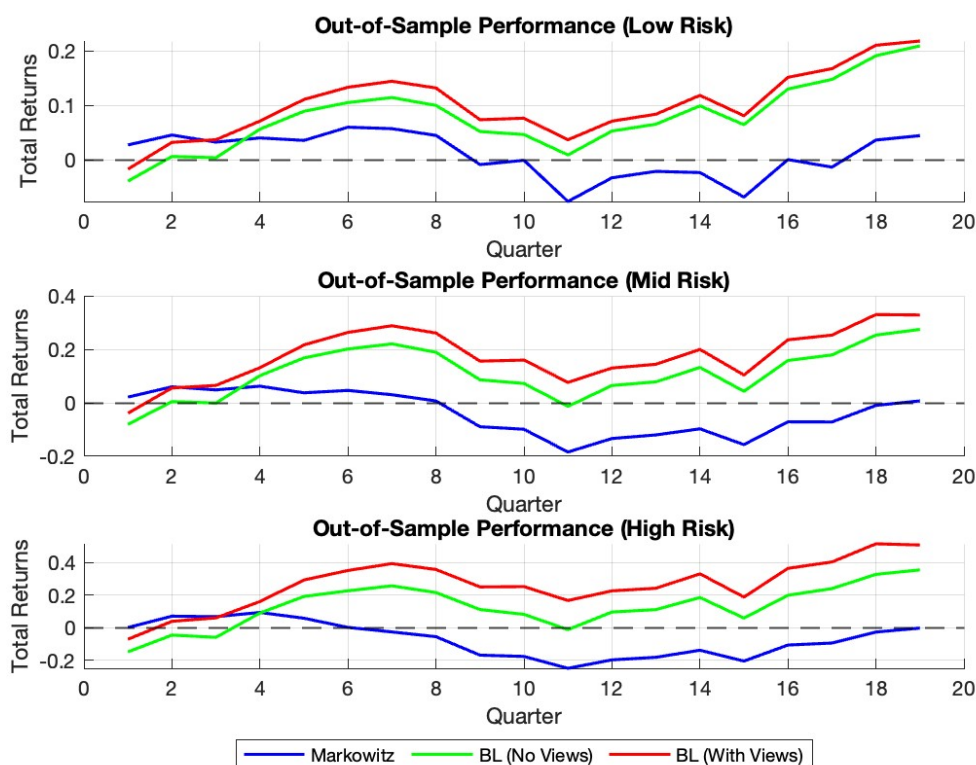 Out-of-Sample Performance (Low Risk)
Total Returns
0.2
0.1
0
0 2 4 6 8 10 12 14 16 18 20
Quarter
Out-of-Sample Performance (Mid Risk)
Total Returns
0.4
0.2
0
-0.2
0 2 4 6 8 10 12 14 16 18 20
Quarter
Out-of-Sample Performance (High Risk)
Total Returns
0.4
0.2
0
-0.2
0 2 4 6 8 10 12 14 16 18 20
Quarter
Markowitz BL (No Views) BL (With Views)